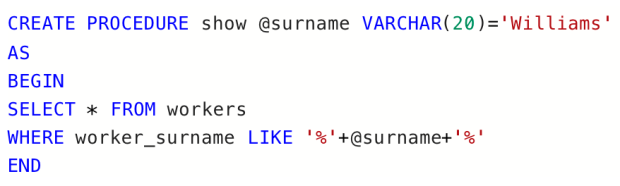 CREATE PROCEDURE show @surname VARCHAR(20)='Williams'
AS
BEGIN
SELECT * FROM workers
WHERE worker_surname LIKE '%'+@surname+'%'
END